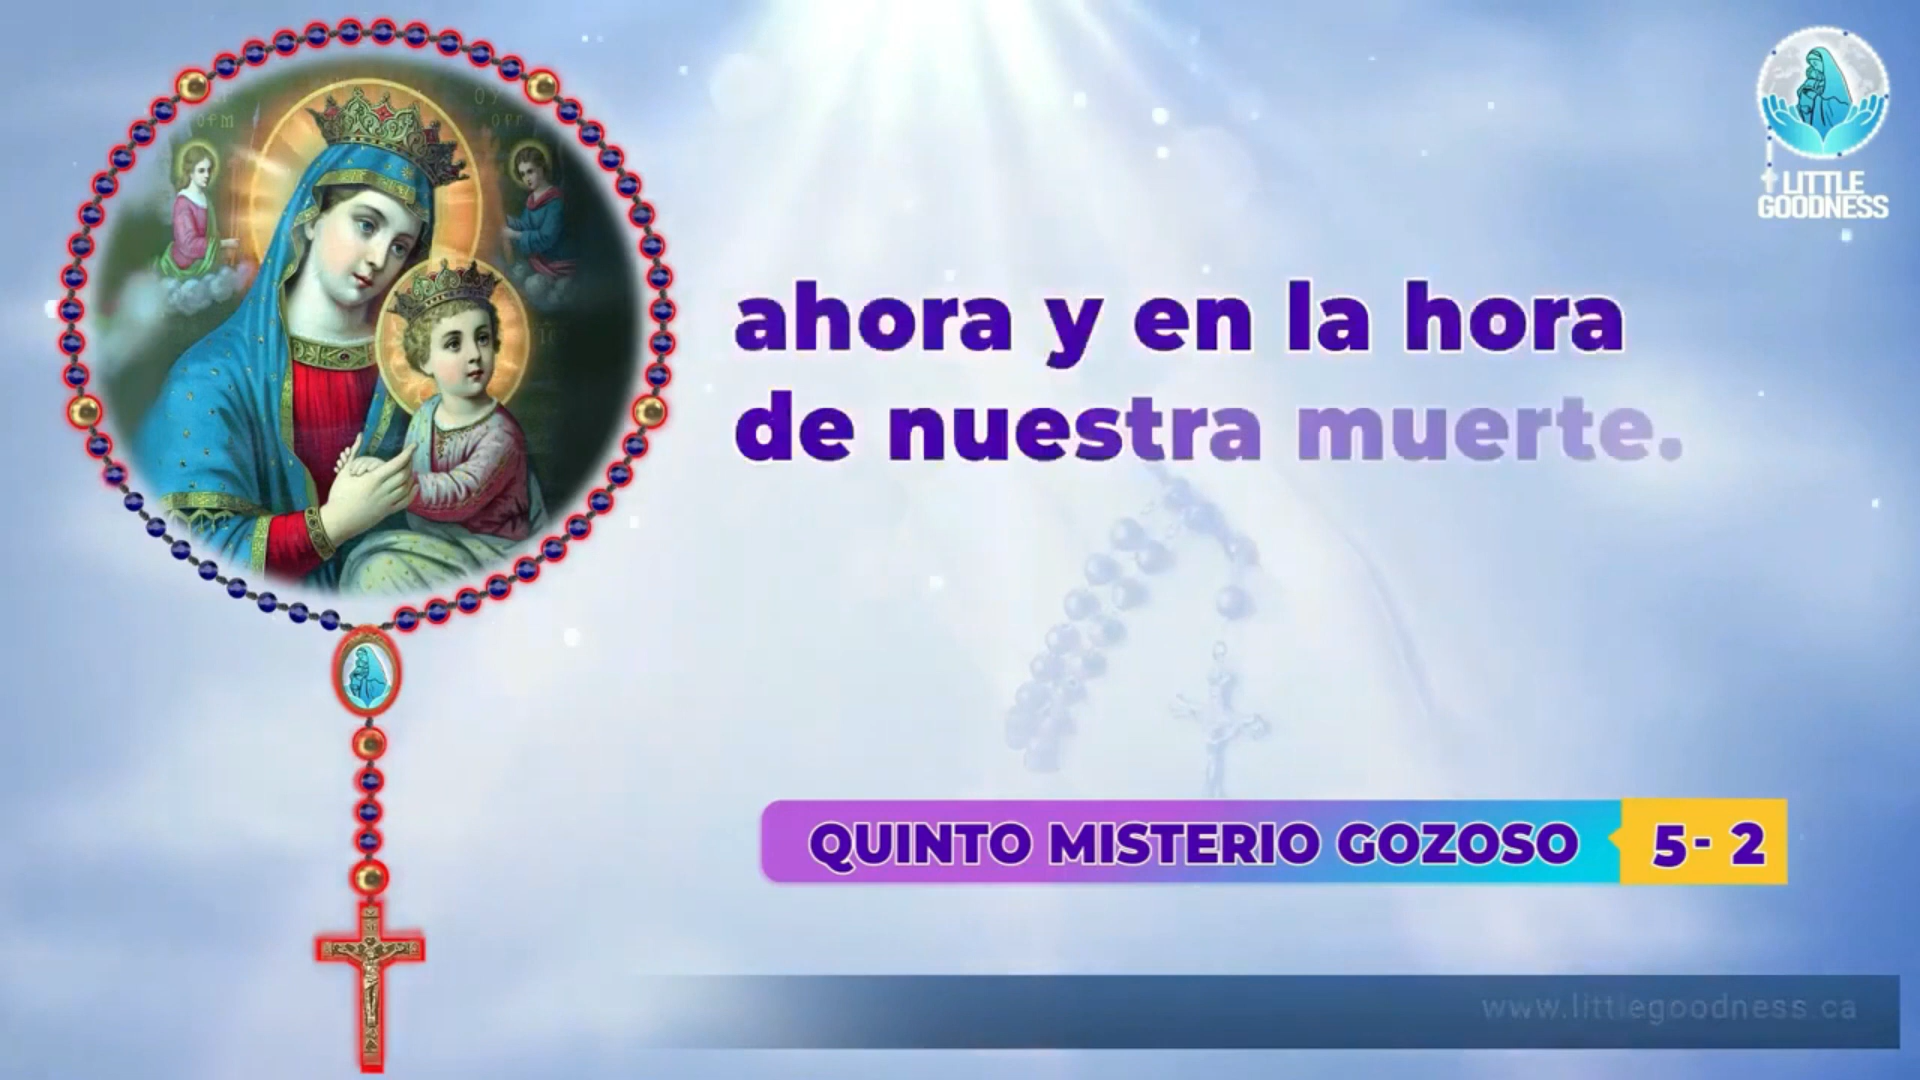 LITTLE
GOODNESS
ahora y en la hora
de nuestra muerte.
QUINTO MISTERIO GOZOSO 5- 2
www.littlegoodness.ca